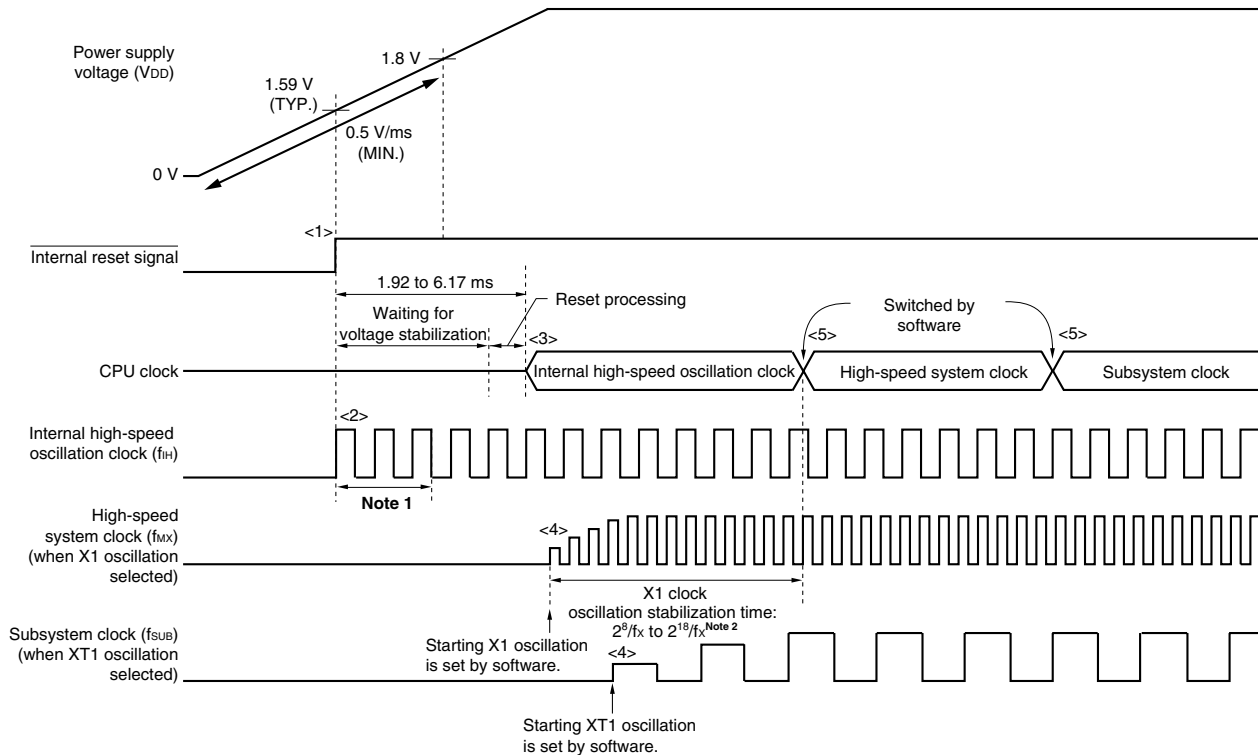 Power supply
voltage (VDD)
1.8 V
1.59 V
(TYP.)
0.5 V/ms
(MIN.)
0 V
<1>
Internal reset signal
1.92 to 6.17 ms
Reset processing
Waiting for
voltage stabilization
Switched by
software
<3>
<5>
<5>
CPU clock
Internal high-speed oscillation clock
High-speed system clock
Subsystem clock
<2>
Internal high-speed
oscillation clock (fIH)
Note 1
High-speed
system clock (fMX)
(when X1 oscillation
selected)
<4>
X1 clock
oscillation stabilization time:
2^8/fX to 2^18/fX Note 2
Starting X1 oscillation
is set by software.
Subsystem clock (fSUB)
(when XT1 oscillation
selected)
<4>
Starting XT1 oscillation
is set by software.